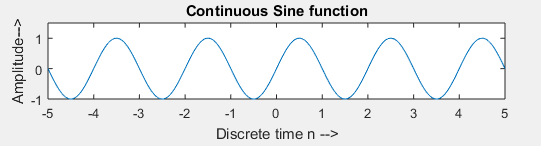 Continuous Sine function
Amplitude-->
1
0
-1
-5 -4 -3 -2 -1 0 1 2 3 4 5
Discrete time n -->